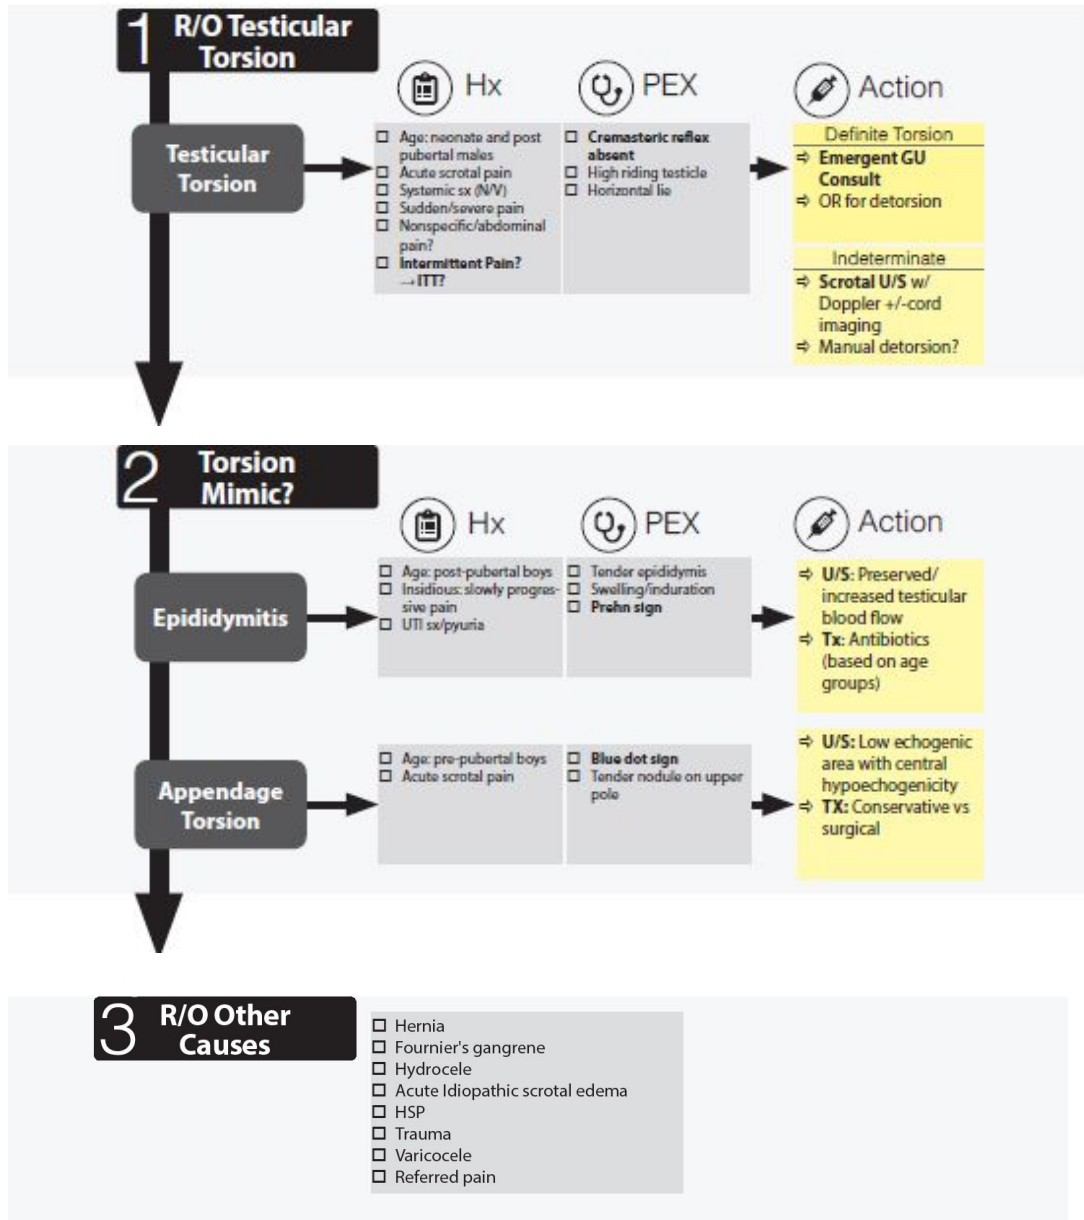 1 R/O Testicular
Torsion
Hx
PEX
Action
Testicular
Torsion
Age: neonate and post
pubertal males
Acute scrotal pain
Systemic sx (N/V)
Sudden/severe pain
Nonspecific/abdominal
pain?
Intermittent Pain?
→ITT?
Cremasteric reflex
absent
High riding testicle
Horizontal lie
Definite Torsion
⇨ Emergent GU
Consult
⇨ OR for detorsion
Indeterminate
⇨ Scrotal U/S w/
Doppler +/-cord
imaging
⇨ Manual detorsion?
2 Torsion
Mimic?
Hx
PEX
Action
Epididymitis
Age: post-pubertal boys
Insidious: slowly progres-
sive pain
UTI sx/pyuria
Tender epididymis
Swelling/induration
Prehn sign
⇨ U/S: Preserved/
increased testicular
blood flow
⇨ Tx: Antibiotics
(based on age
groups)
Appendage
Torsion
Age: pre-pubertal boys
Acute scrotal pain
Blue dot sign
Tender nodule on upper
pole
⇨ U/S: Low echogenic
area with central
hypoechogenicity
⇨ TX: Conservative vs
surgical
3 R/O Other
Causes
Hernia
Fournier's gangrene
Hydrocele
Acute Idiopathic scrotal edema
HSP
Trauma
Varicocele
Referred pain